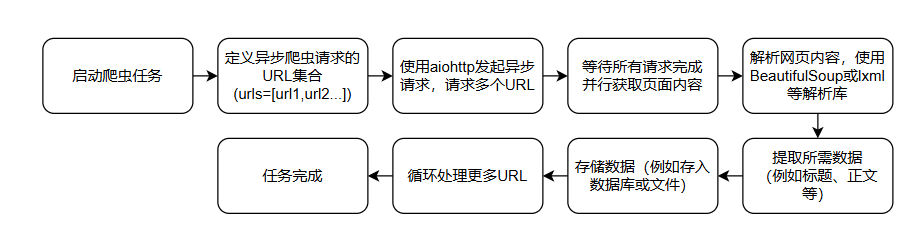 启动爬虫任务
定义异步爬虫请求的
URL集合
(urls=[url1,url2...])
使用aiohttp发起异步
请求，请求多个URL
等待所有请求完成
并行获取页面内容
解析网页内容，使用
BeautifulSoup或lxml
等解析库
提取所需数据
（例如标题、正文
等）
存储数据（例如存入
数据库或文件）
循环处理更多URL
任务完成